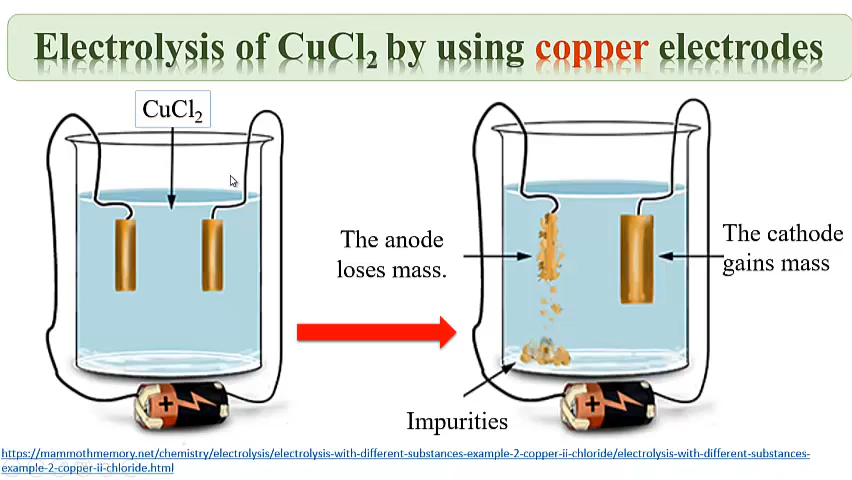 Electrolysis of CuCl₂ by using copper electrodes
CuCl₂
The anode
loses mass.
The cathode
gains mass
+
+
Impurities
https://mammothmemory.net/chemistry/electrolysis/electrolysis-with-different-substances-example-2-copper-ii-chloride/electrolysis-with-different-substances-
example-2-copper-ii-chloride.html